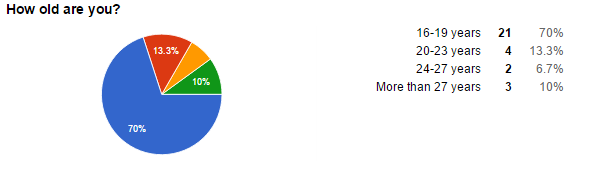 How old are you?
13.3%
10%
70%
16-19 years 21 70%
20-23 years 4 13.3%
24-27 years 2 6.7%
More than 27 years 3 10%